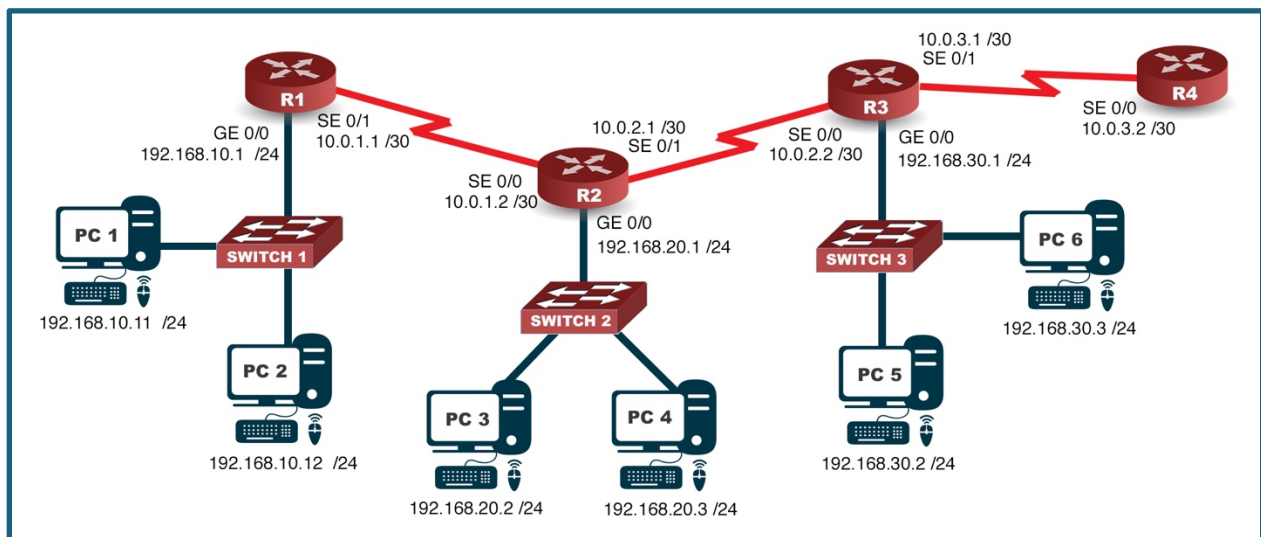 R1
GE 0/0
192.168.10.1 /24
SE 0/1
10.0.1.1 /30
PC 1
192.168.10.11 /24
SWITCH 1
PC 2
192.168.10.12 /24
SE 0/0
10.0.1.2 /30
R2
10.0.2.1 /30
SE 0/1
GE 0/0
192.168.20.1 /24
SWITCH 2
PC 3
192.168.20.2 /24
PC 4
192.168.20.3 /24
SE 0/0
10.0.2.2 /30
R3
10.0.3.1 /30
SE 0/1
GE 0/0
192.168.30.1 /24
SWITCH 3
PC 5
192.168.30.2 /24
PC 6
192.168.30.3 /24
R4
SE 0/0
10.0.3.2 /30